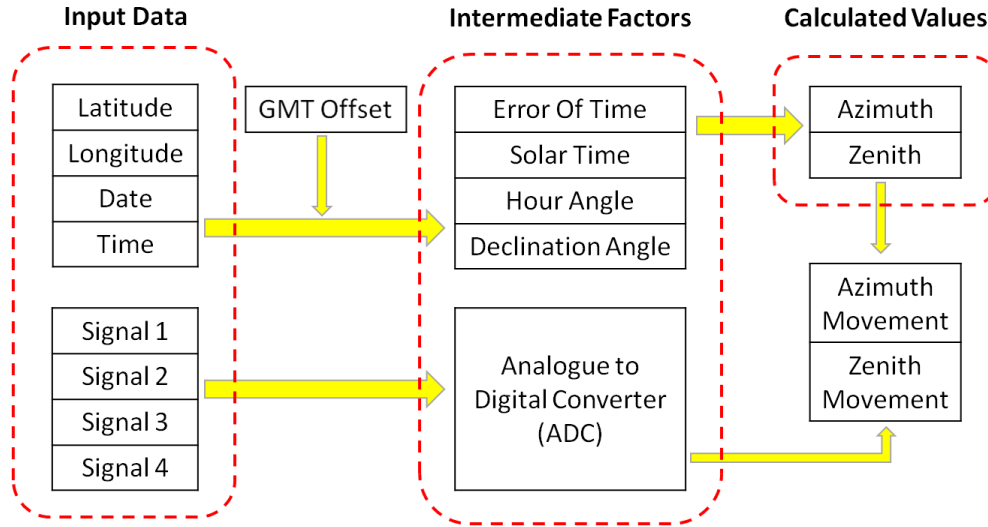 Input Data
Intermediate Factors
Calculated Values
Latitude
Longitude
Date
Time
GMT Offset
Error Of Time
Solar Time
Hour Angle
Declination Angle
Azimuth
Zenith
Signal 1
Signal 2
Signal 3
Signal 4
Analogue to
Digital Converter
(ADC)
Azimuth
Movement
Zenith
Movement